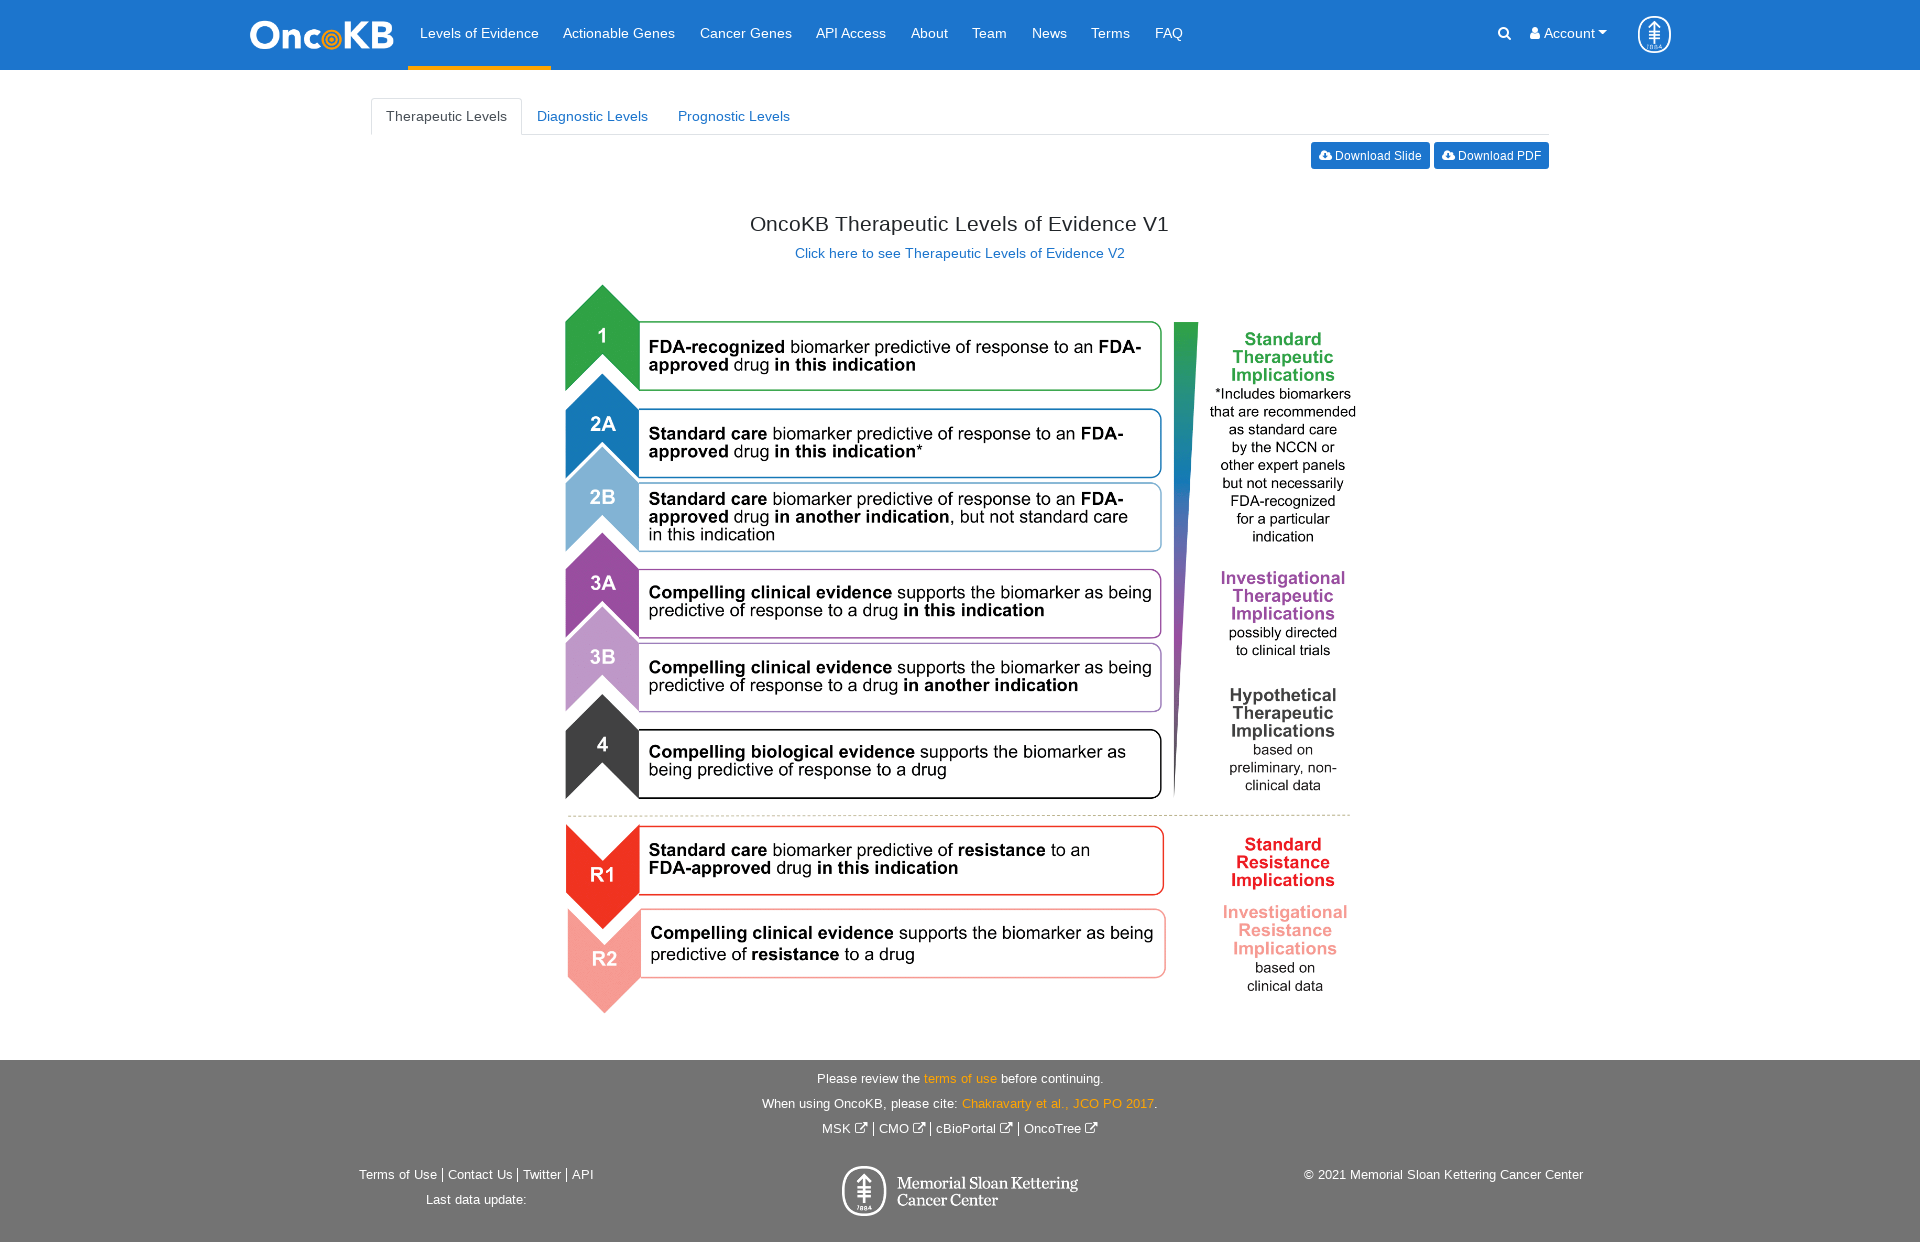 OncoKB Levels of Evidence Actionable Genes Cancer Genes API Access About Team News Terms FAQ Account
1884
Therapeutic Levels Diagnostic Levels Prognostic Levels
Download Slide Download PDF
OncoKB Therapeutic Levels of Evidence V1
Click here to see Therapeutic Levels of Evidence V2
1
FDA-recognized biomarker predictive of response to an FDA-
approved drug in this indication
2A
Standard care biomarker predictive of response to an FDA-
approved drug in this indication*
2B
Standard care biomarker predictive of response to an FDA-
approved drug in another indication, but not standard care
in this indication
Standard
Therapeutic
Implications
*Includes biomarkers
that are recommended
as standard care
by the NCCN or
other expert panels
but not necessarily
FDA-recognized
for a particular
indication
3A
Compelling clinical evidence supports the biomarker as being
predictive of response to a drug in this indication
3B
Compelling clinical evidence supports the biomarker as being
predictive of response to a drug in another indication
Investigational
Therapeutic
Implications
possibly directed
to clinical trials
4
Compelling biological evidence supports the biomarker as
being predictive of response to a drug
Hypothetical
Therapeutic
Implications
based on
preliminary, non-
clinical data
R1
Standard care biomarker predictive of resistance to an
FDA-approved drug in this indication
Standard
Resistance
Implications
R2
Compelling clinical evidence supports the biomarker as being
predictive of resistance to a drug
Investigational
Resistance
Implications
based on
clinical data
Please review the terms of use before continuing.
When using OncoKB, please cite: Chakravarty et al., JCO PO 2017.
MSK | CMO | cBioPortal | OncoTree
Terms of Use | Contact Us | Twitter | API
Last data update:
1884
Memorial Sloan Kettering
Cancer Center
© 2021 Memorial Sloan Kettering Cancer Center